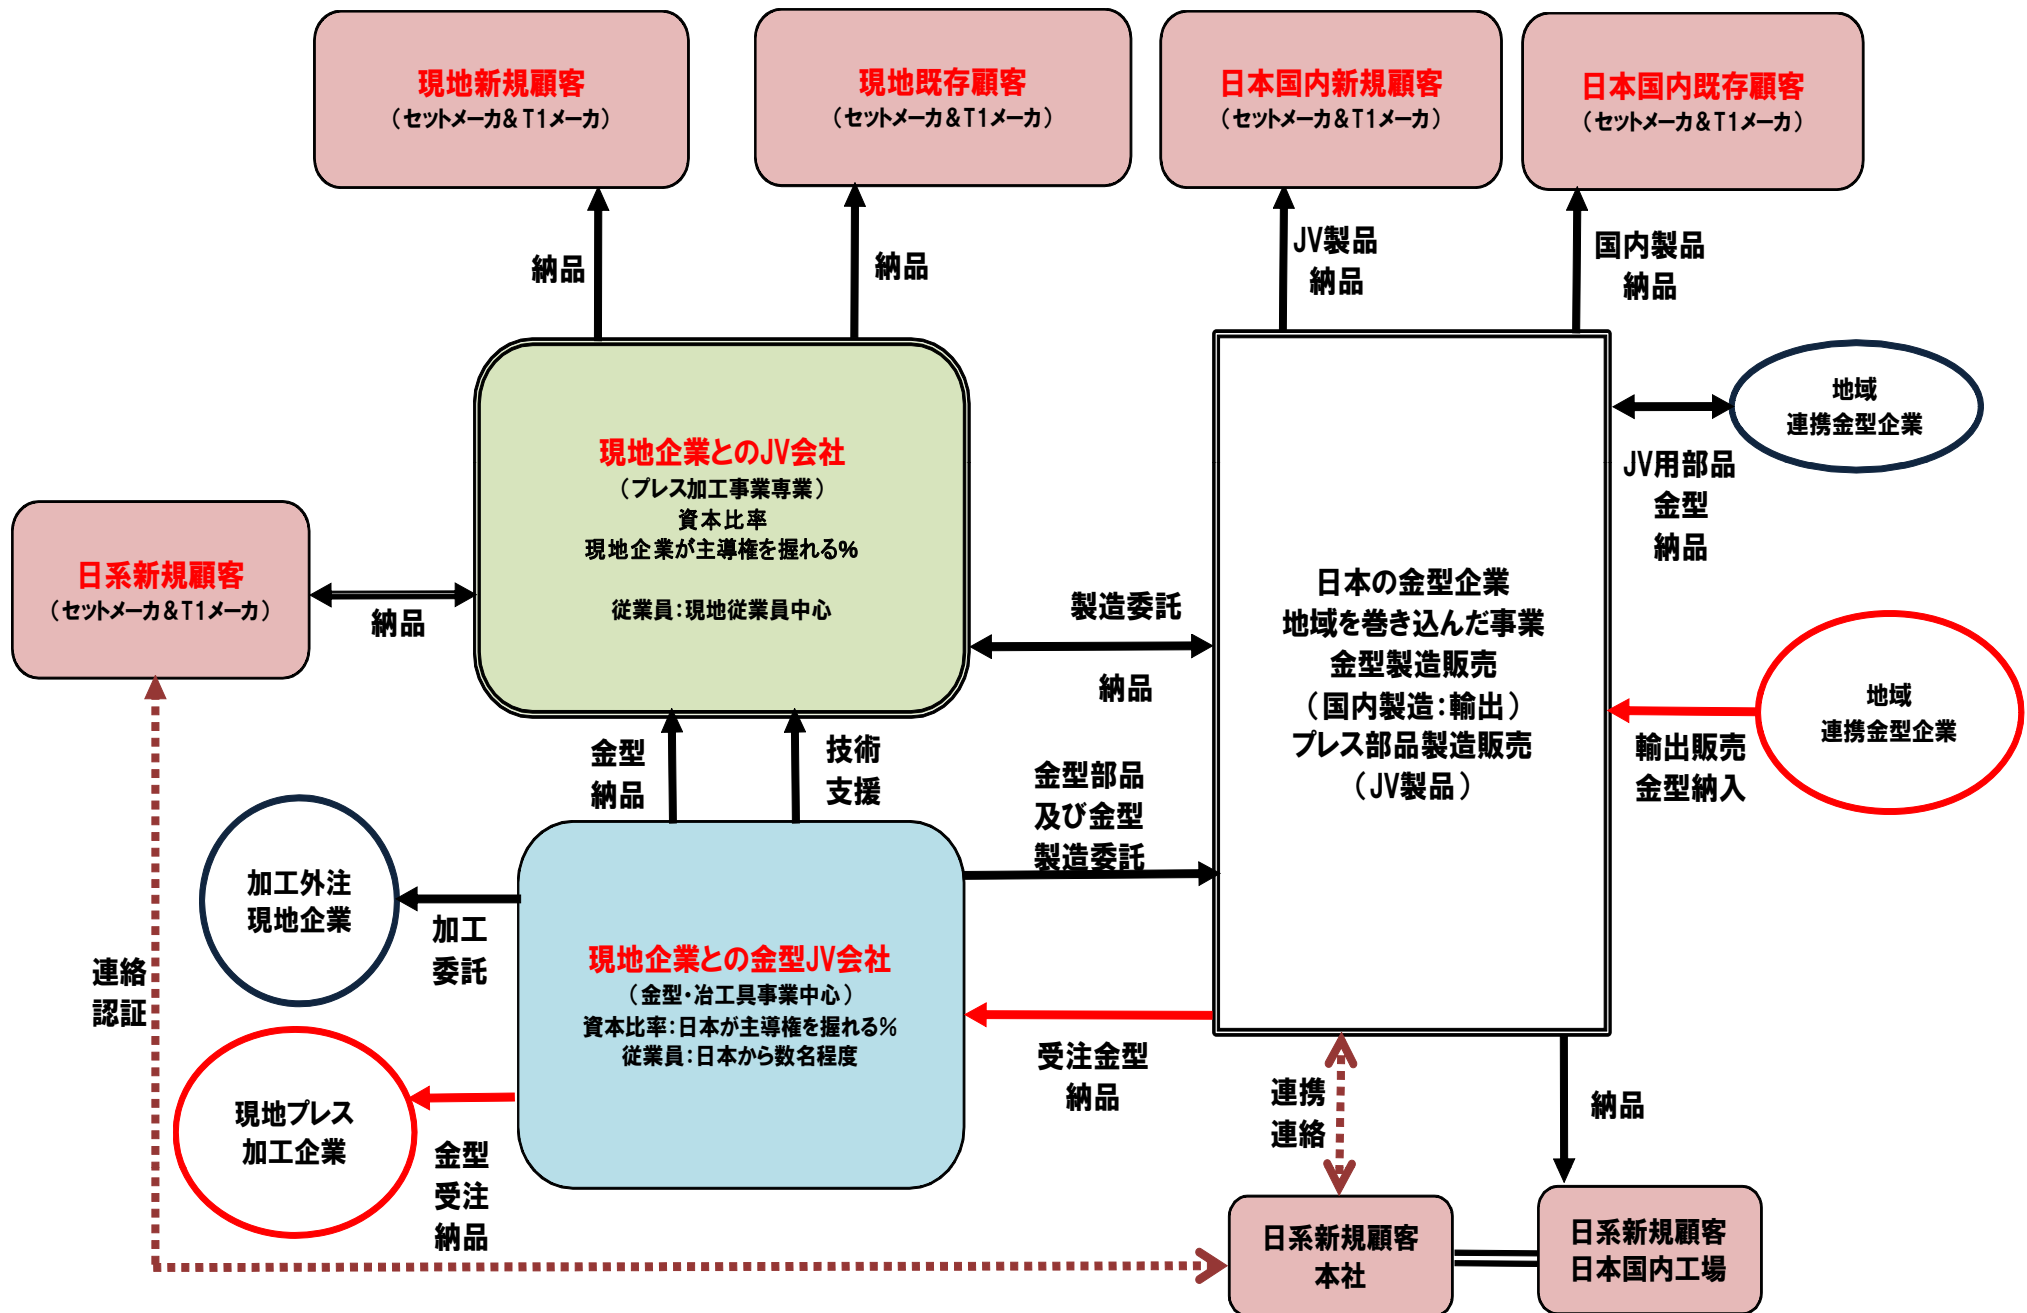 現地新規顧客
（セットメーカ＆T1メーカ）
現地既存顧客
（セットメーカ＆T1メーカ）
日本国内新規顧客
（セットメーカ＆T1メーカ）
日本国内既存顧客
（セットメーカ＆T1メーカ）
納品
納品
JV製品
納品
国内製品
納品
現地企業とのJV会社
（プレス加工事業専業）
資本比率
現地企業が主導権を握れる%
従業員：現地従業員中心
日系新規顧客
（セットメーカ＆T1メーカ）
納品
製造委託
納品
日本の金型企業
地域を巻き込んだ事業
金型製造販売
（国内製造：輸出）
プレス部品製造販売
（JV製品）
地域
連携金型企業
JV用部品
金型
納品
地域
連携金型企業
輸出販売
金型納入
金型
納品
技術
支援
金型部品
及び金型
製造委託
加工外注
現地企業
加工
委託
現地企業との金型JV会社
（金型・冶工具事業中心）
資本比率：日本が主導権を握れる%
従業員：日本から数名程度
受注金型
納品
連絡
認証
現地プレス
加工企業
金型
受注
納品
連携
連絡
納品
日系新規顧客
本社
日系新規顧客
日本国内工場